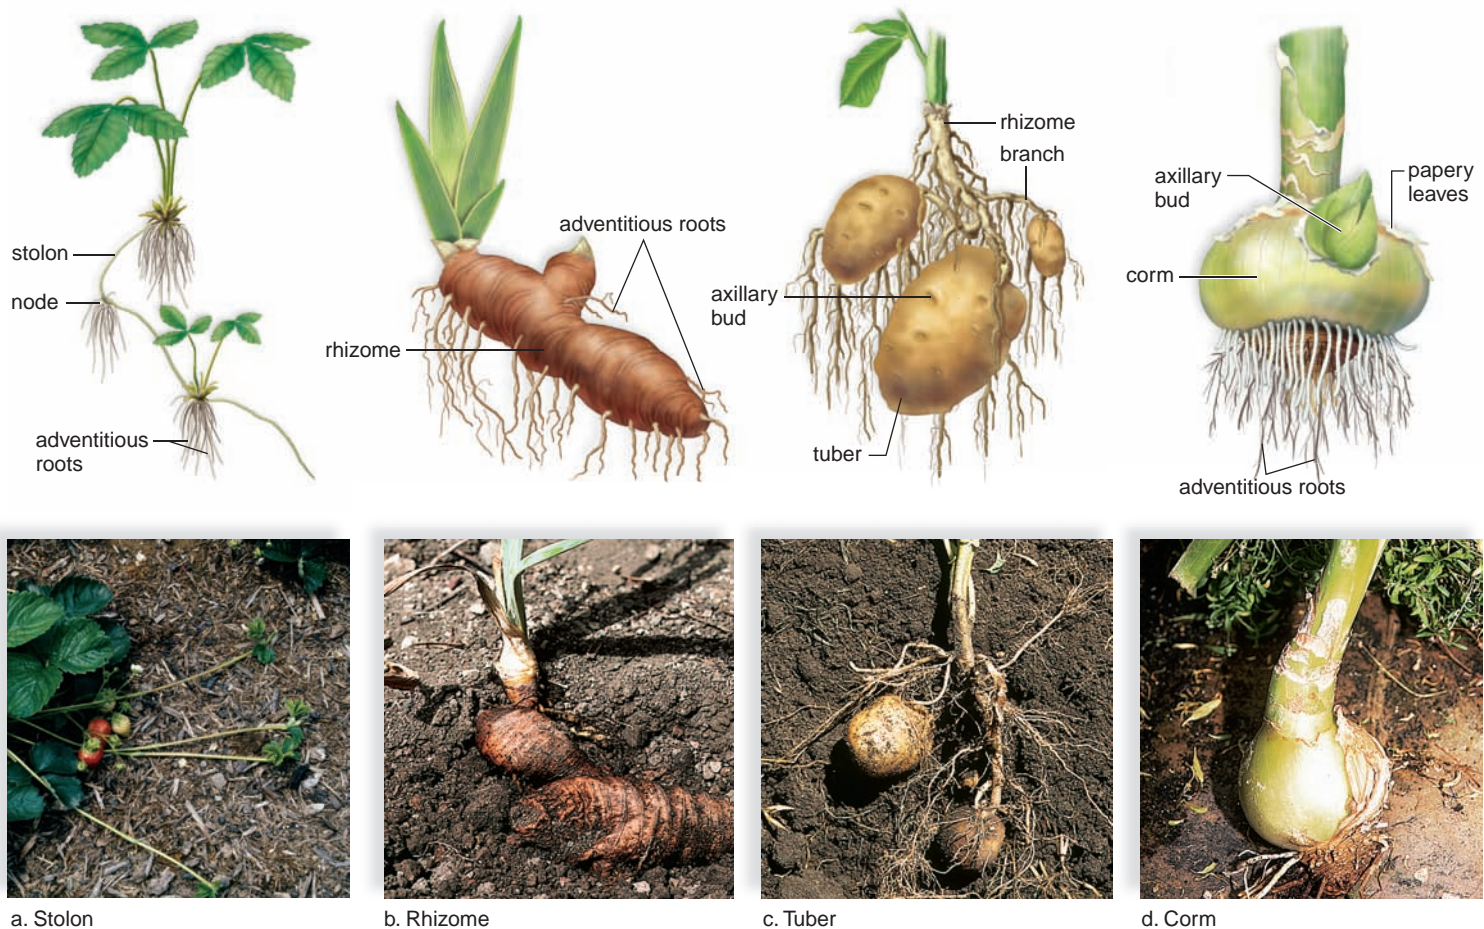 stolon
node
adventitious
roots
adventitious roots
rhizome
rhizome
branch
axillary
bud
tuber
axillary
bud
papery
leaves
corm
adventitious roots
a. Stolon
b. Rhizome
c. Tuber
d. Corm